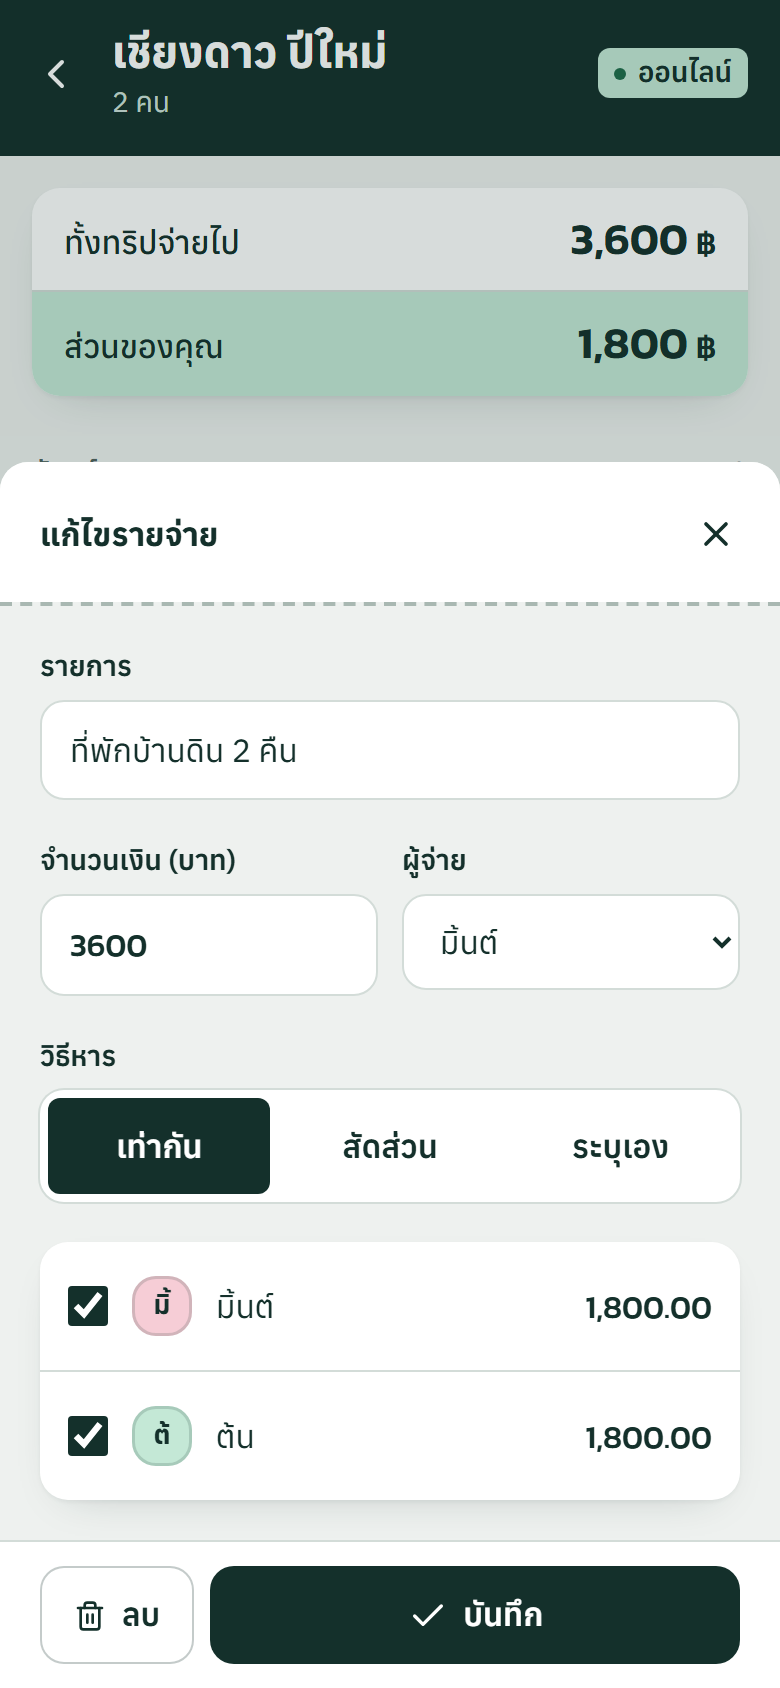 เชียงดาว ปีใหม่
2 คน
ออนไลน์
ทั้งทริปจ่ายไป 3,600 ฿
ส่วนของคุณ 1,800 ฿
แก้ไขรายจ่าย
รายการ
ที่พักบ้านดิน 2 คืน
จำนวนเงิน (บาท) ผู้จ่าย
3600 มิ้นต์
วิธีหาร
เท่ากัน สัดส่วน ระบุเอง
มิ้ มิ้นต์ 1,800.00
ต้ ต้น 1,800.00
ลบ บันทึก